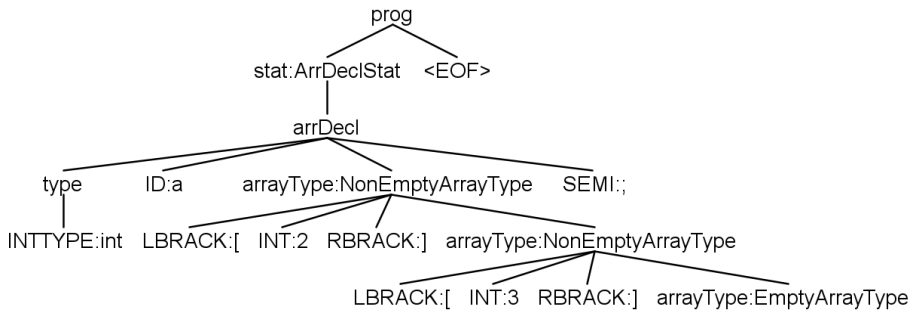 prog
stat:ArrDeclStat <EOF>
arrDecl
type ID:a arrayType:NonEmptyArrayType SEMI:;
INTTYPE:int LBRACK:[ INT:2 RBRACK:] arrayType:NonEmptyArrayType
LBRACK:[ INT:3 RBRACK:] arrayType:EmptyArrayType